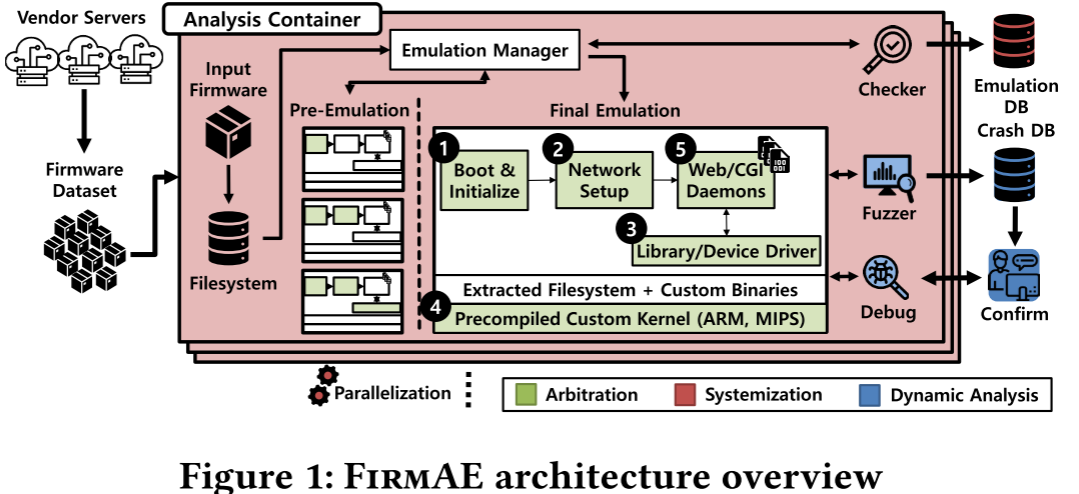 Vendor Servers
Analysis Container
Firmware
Dataset
Input
Firmware
Filesystem
Emulation Manager
Pre-Emulation
Final Emulation
1
Boot &
Initialize
2
Network
Setup
5
Web/CGI
Daemons
3
Library/Device Driver
Extracted Filesystem + Custom Binaries
4
Precompiled Custom Kernel (ARM, MIPS)
Checker
Fuzzer
Debug
Emulation
DB
Crash DB
Confirm
Parallelization
Arbitration
Systemization
Dynamic Analysis
Figure 1: FIRMAE architecture overview